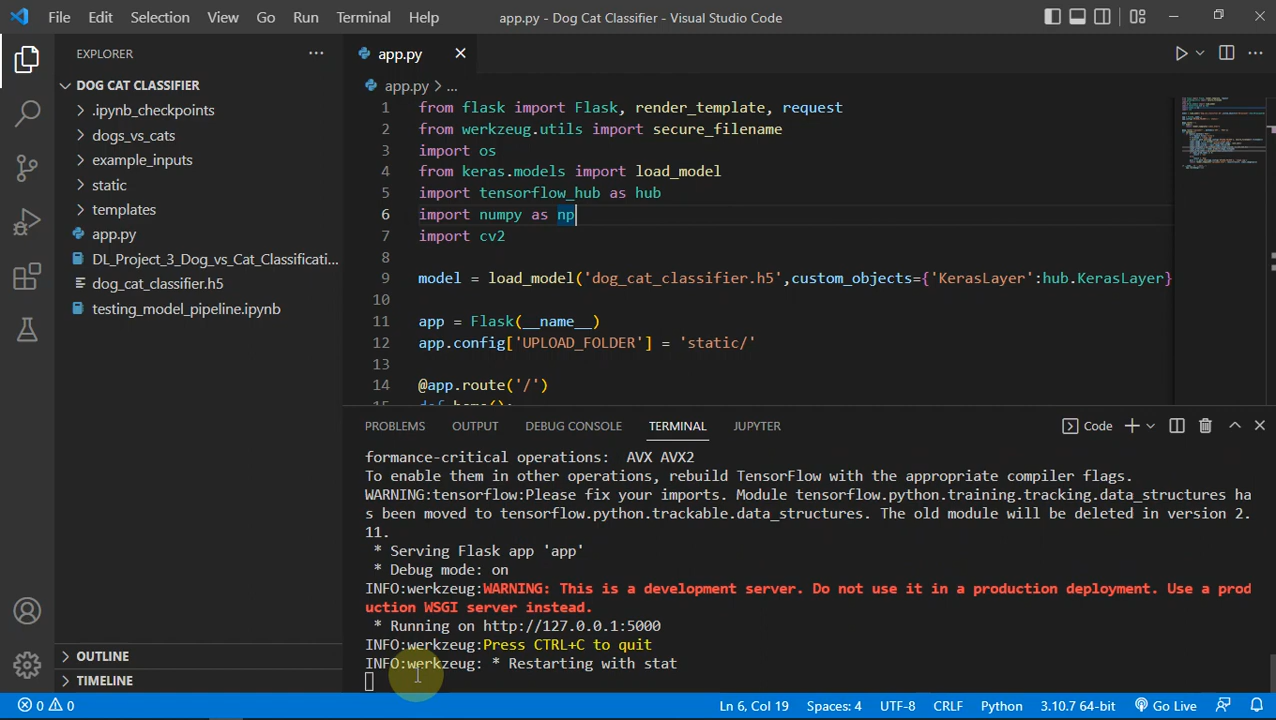 File Edit Selection View Go Run Terminal Help app.py - Dog Cat Classifier - Visual Studio Code
EXPLORER
DOG CAT CLASSIFIER
.ipynb_checkpoints
dogs_vs_cats
example_inputs
static
templates
app.py
DL_Project_3_Dog_vs_Cat_Classificati...
dog_cat_classifier.h5
testing_model_pipeline.ipynb
OUTLINE
TIMELINE
app.py
app.py > ...
1 from flask import Flask, render_template, request
2 from werkzeug.utils import secure_filename
3 import os
4 from keras.models import load_model
5 import tensorflow_hub as hub
6 import numpy as np
7 import cv2
8
9 model = load_model('dog_cat_classifier.h5',custom_objects={'KerasLayer':hub.KerasLayer}
10
11 app = Flask(__name__)
12 app.config['UPLOAD_FOLDER'] = 'static/'
13
14 @app.route('/')
15 def home():
PROBLEMS OUTPUT DEBUG CONSOLE TERMINAL JUPYTER Code
formance-critical operations:  AVX AVX2
To enable them in other operations, rebuild TensorFlow with the appropriate compiler flags.
WARNING:tensorflow:Please fix your imports. Module tensorflow.python.training.tracking.data_structures ha
s been moved to tensorflow.python.trackable.data_structures. The old module will be deleted in version 2.
11.
* Serving Flask app 'app'
* Debug mode: on
INFO:werkzeug:WARNING: This is a development server. Do not use it in a production deployment. Use a prod
uction WSGI server instead.
* Running on http://127.0.0.1:5000
INFO:werkzeug:Press CTRL+C to quit
INFO:werkzeug: * Restarting with stat
0 0 Ln 6, Col 19 Spaces: 4 UTF-8 CRLF Python 3.10.7 64-bit Go Live